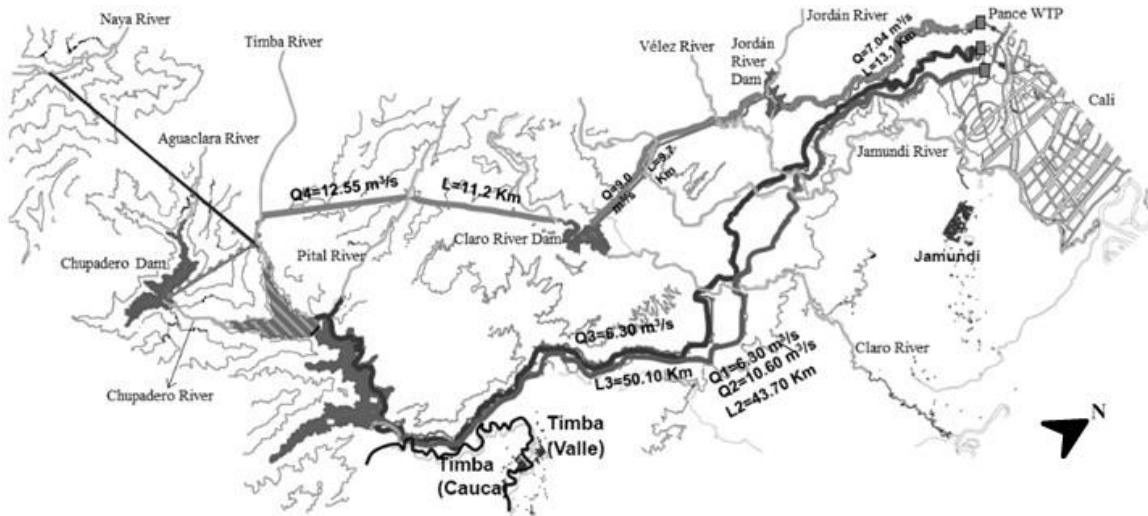 Naya River
Timba River
Jordán River
Pance WTP
Vélez River
Jordán
River
Dam
Q=7.04 m³/s
L=13.1 Km
Cali
Aguaclara River
Jamundi River
Q4=12.55 m³/s
L=11.2 Km
Q=9.0
m³/s
L=9.2
Km
Chupadero Dam
Pital River
Claro River Dam
Jamundi
Q3=6.30 m³/s
Q1=6.30 m³/s
Q2=10.60 m³/s
L2=43.70 Km
L3=50.10 Km
Claro River
Chupadero River
N
Timba
(Valle)
Timba
(Cauca)